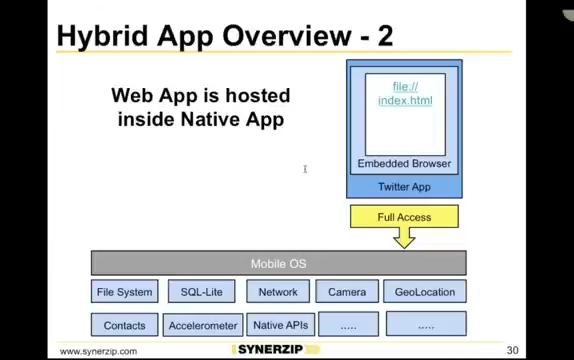 Hybrid App Overview - 2
Web App is hosted
inside Native App
file://
index.html
Embedded Browser
Twitter App
Full Access
Mobile OS
File System
SQL-Lite
Network
Camera
GeoLocation
Contacts
Accelerometer
Native APIs
.....
.....
www.synerzip.com
SYNERZIP
30